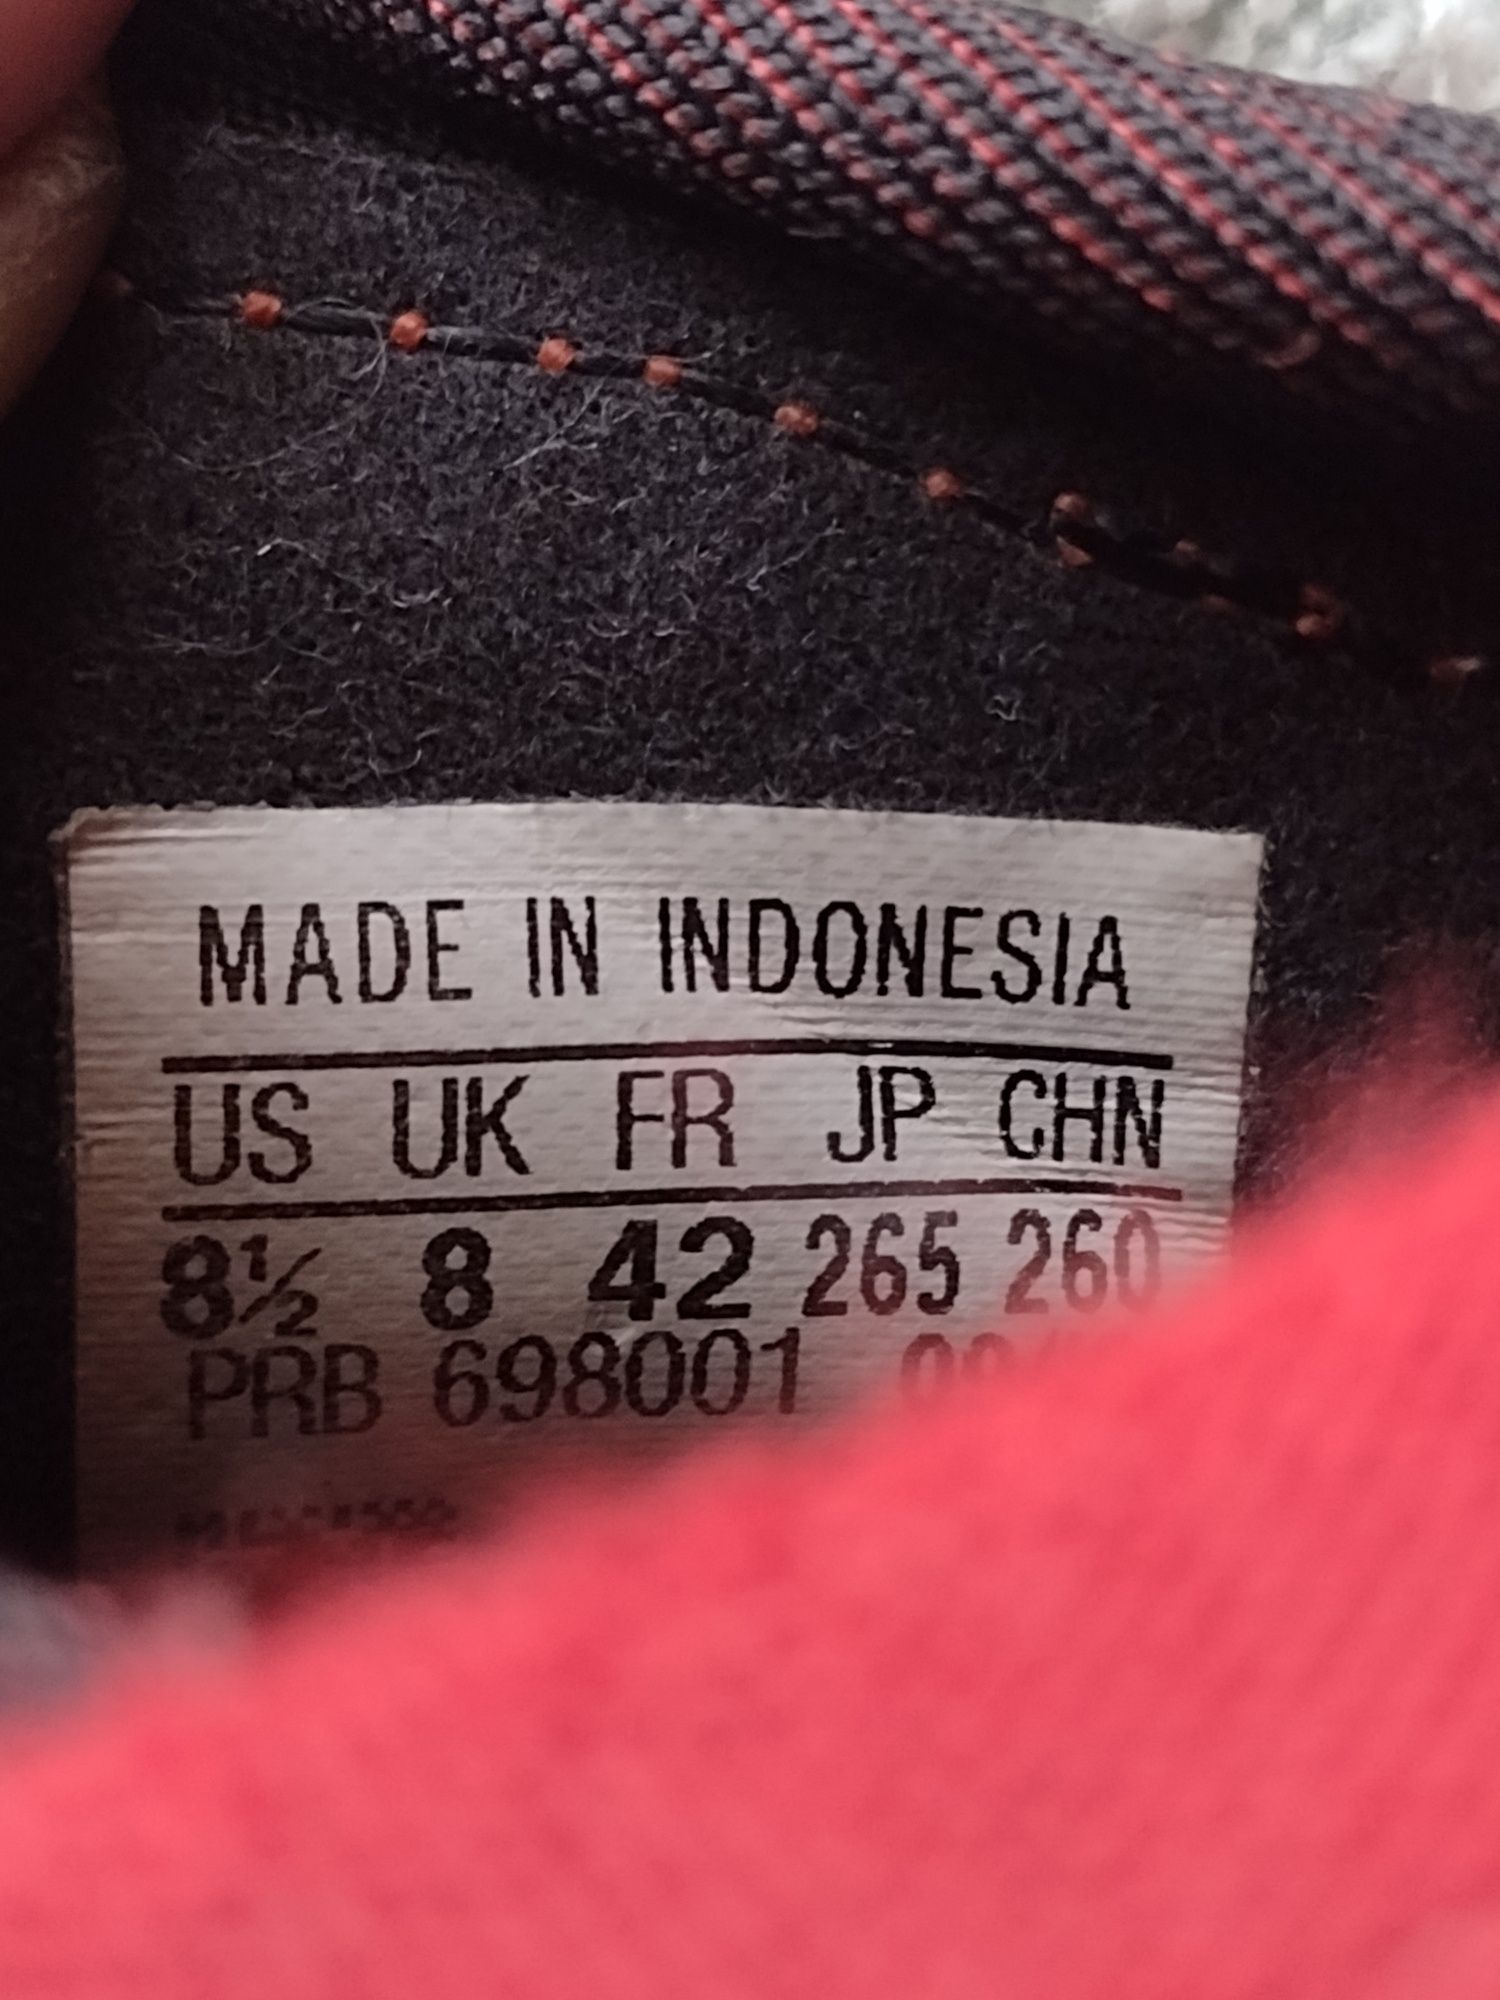 MADE IN INDONESIA
US UK FR JP CHN
8½ 8 42 265 260
PRB 698001